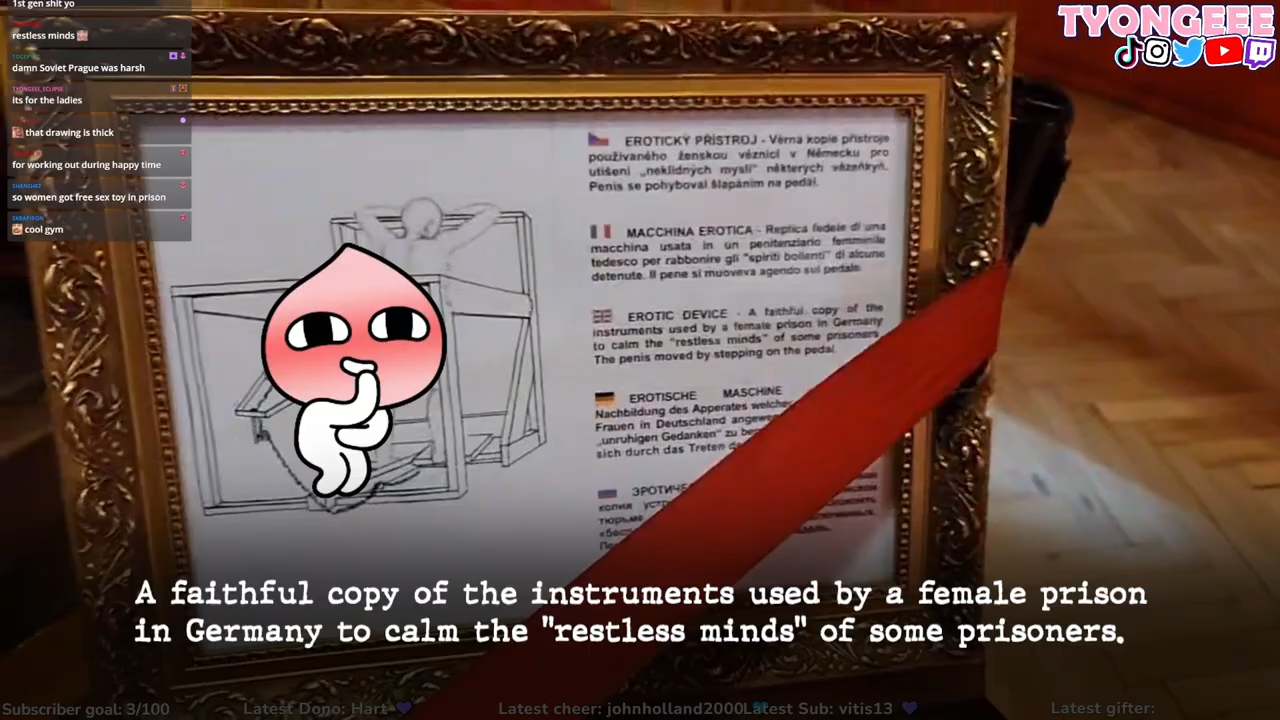 1st gen shit yo
restless minds
damn Soviet Prague was harsh
TYONGEEE_ECLIPSE
its for the ladies
that drawing is thick
for working out during happy time
so women got free sex toy in prison
cool gym
TYONGEEE
EROTICKÝ PŘÍSTROJ - Věrná kopie přístroje
používaného ženskou věznicí v Německu pro
utišení „neklidných myslí" některých vězeňkyň.
Penis se pohyboval šlapáním na pedál.
MACCHINA EROTICA - Replica fedele di una
macchina usata in un penitenziario femminile
tedesco per rabbonire gli "spiriti bollenti" di alcune
detenute. Il pene si muoveva agendo sul pedale.
EROTIC DEVICE - A faithful copy of the
instruments used by a female prison in Germany
to calm the "restless minds" of some prisoners.
The penis moved by stepping on the pedal.
EROTISCHE MASCHINE
Nachbildung des Apperates
Frauen in Deutschland
„unruhigen Gedanken" zu
sich durch das Treten
копия
тюрьме
A faithful copy of the instruments used by a female prison
in Germany to calm the "restless minds" of some prisoners.
Subscriber goal: 3/100
Latest Dono: Hart
Latest cheer: johnholland2000
Latest Sub: vitis13
Latest gifter: